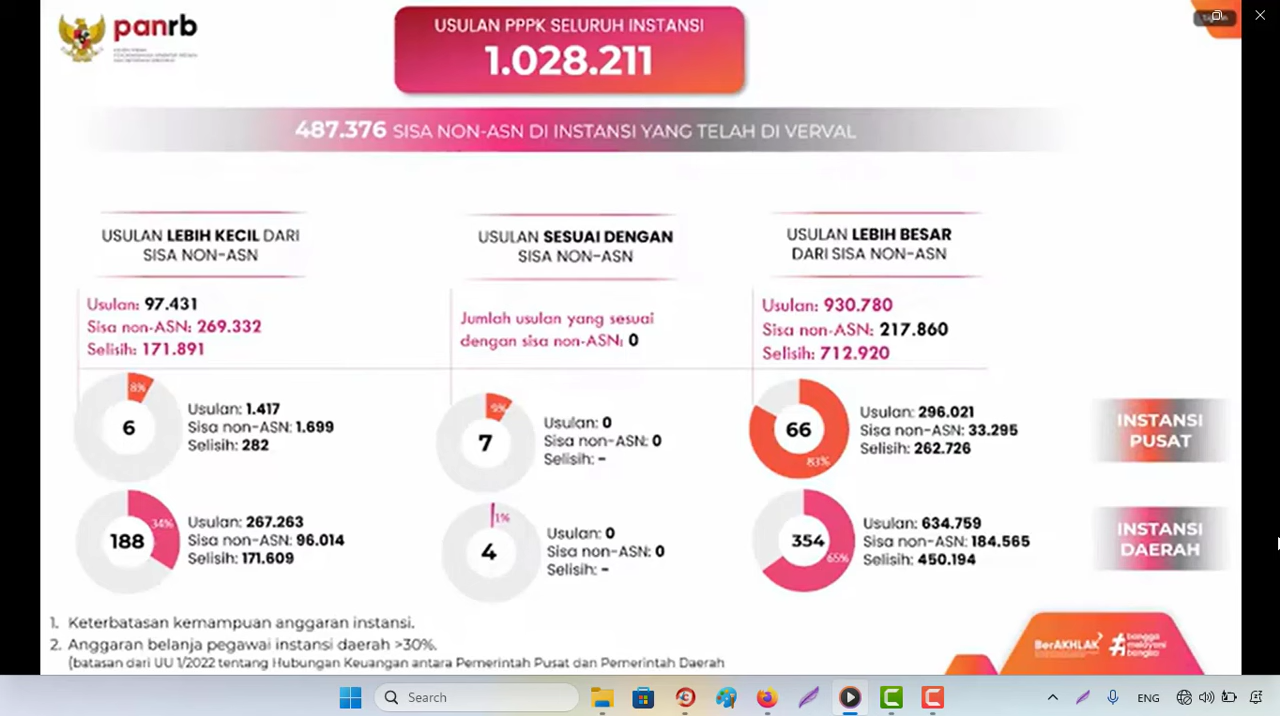 panrb
USULAN PPPK SELURUH INSTANSI
1.028.211
487.376 SISA NON-ASN DI INSTANSI YANG TELAH DI VERVAL
USULAN LEBIH KECIL DARI
SISA NON-ASN
Usulan: 97.431
Sisa non-ASN: 269.332
Selisih: 171.891
8%
6
Usulan: 1.417
Sisa non-ASN: 1.699
Selisih: 282
34%
188
Usulan: 267.263
Sisa non-ASN: 96.014
Selisih: 171.609
USULAN SESUAI DENGAN
SISA NON-ASN
Jumlah usulan yang sesuai
dengan sisa non-ASN: 0
9%
7
Usulan: 0
Sisa non-ASN: 0
Selisih: -
1%
4
Usulan: 0
Sisa non-ASN: 0
Selisih: -
USULAN LEBIH BESAR
DARI SISA NON-ASN
Usulan: 930.780
Sisa non-ASN: 217.860
Selisih: 712.920
66
83%
Usulan: 296.021
Sisa non-ASN: 33.295
Selisih: 262.726
354
65%
Usulan: 634.759
Sisa non-ASN: 184.565
Selisih: 450.194
INSTANSI
PUSAT
INSTANSI
DAERAH
1. Keterbatasan kemampuan anggaran instansi.
2. Anggaran belanja pegawai instansi daerah >30%.
(batasan dari UU 1/2022 tentang Hubungan Keuangan antara Pemerintah Pusat dan Pemerintah Daerah
BerAKHLAK
#bangga
melayani
bangsa
Search
ENG